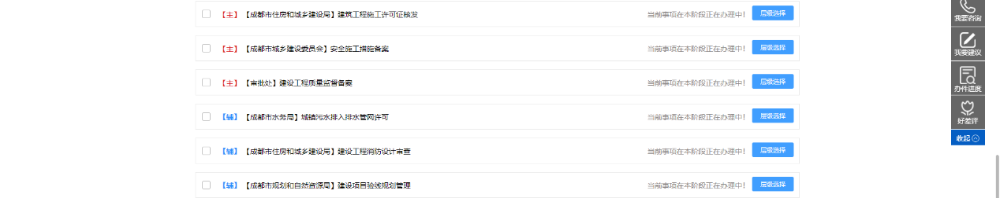 【主】【成都市住房和城乡建设局】建筑工程施工许可证核发 当前事项在本阶段正在办理中! 层级选择
【主】【成都市城乡建设委员会】安全施工措施备案 当前事项在本阶段正在办理中! 层级选择
【主】【审批处】建设工程质量监督备案 当前事项在本阶段正在办理中! 层级选择
【辅】【成都市水务局】城镇污水排入排水管网许可 当前事项在本阶段正在办理中! 层级选择
【辅】【成都市住房和城乡建设局】建设工程消防设计审查 当前事项在本阶段正在办理中! 层级选择
【辅】【成都市规划和自然资源局】建设项目验线规划管理 当前事项在本阶段正在办理中! 层级选择
我要咨询
我要建议
办件进度
好差评
收起